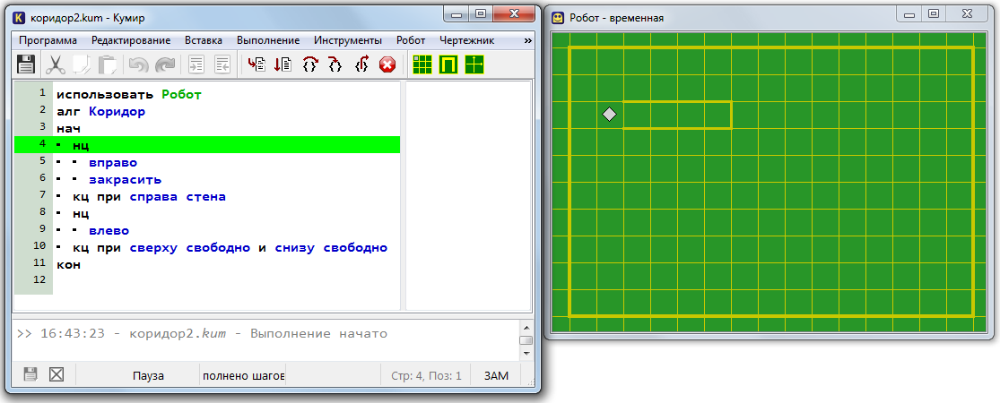 коридор2.kum - Кумир
Программа Редактирование Вставка Выполнение Инструменты Робот Чертежник »
1 использовать Робот
2 алг Коридор
3 нач
4 нц
5 вправо
6 закрасить
7 кц при справа стена
8 нц
9 влево
10 кц при сверху свободно и снизу свободно
11 кон
12
>> 16:43:23 - коридор2.kum - Выполнение начато
Пауза полнено шагов Стр: 4, Поз: 1 ЗАМ
Робот - временная